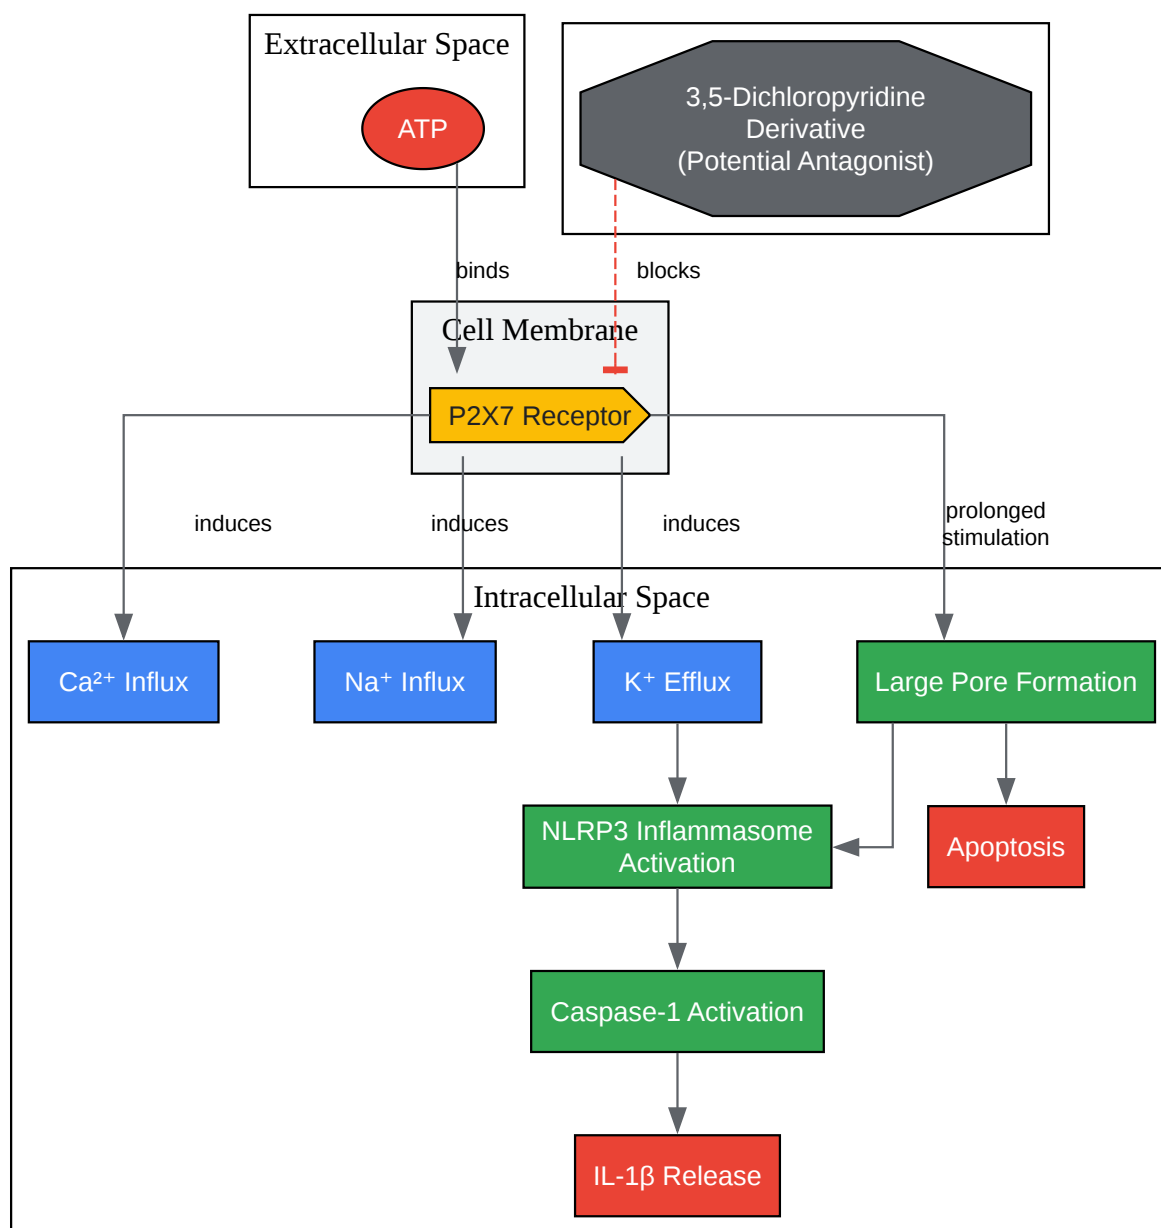 Extracellular Space
ATP
3,5-Dichloropyridine
Derivative
(Potential Antagonist)
binds
blocks
Cell Membrane
P2X7 Receptor
induces
induces
induces
prolonged
stimulation
Intracellular Space
Ca²⁺ Influx
Na⁺ Influx
K⁺ Efflux
Large Pore Formation
NLRP3 Inflammasome
Activation
Apoptosis
Caspase-1 Activation
IL-1β Release